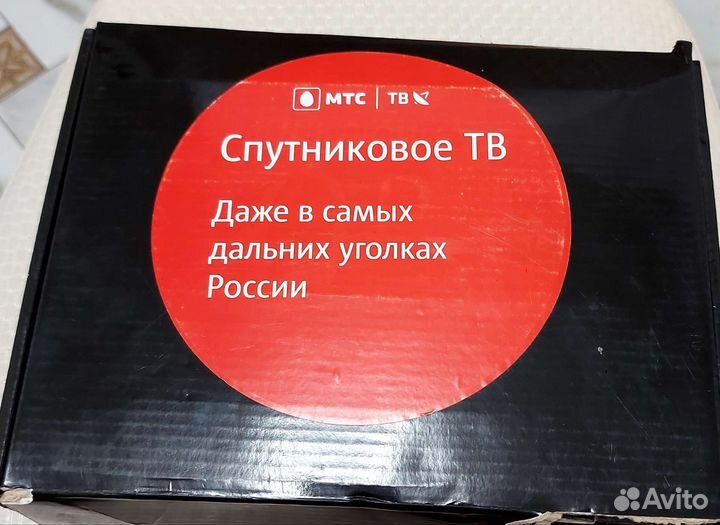 МТС | ТВ
Спутниковое ТВ
Даже в самых
дальних уголках
России
Avito